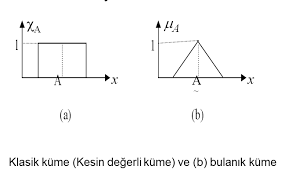 χA μA
1 1
A x A x
~
(a) (b)
Klasik küme (Kesin değerli küme) ve (b) bulanık küme